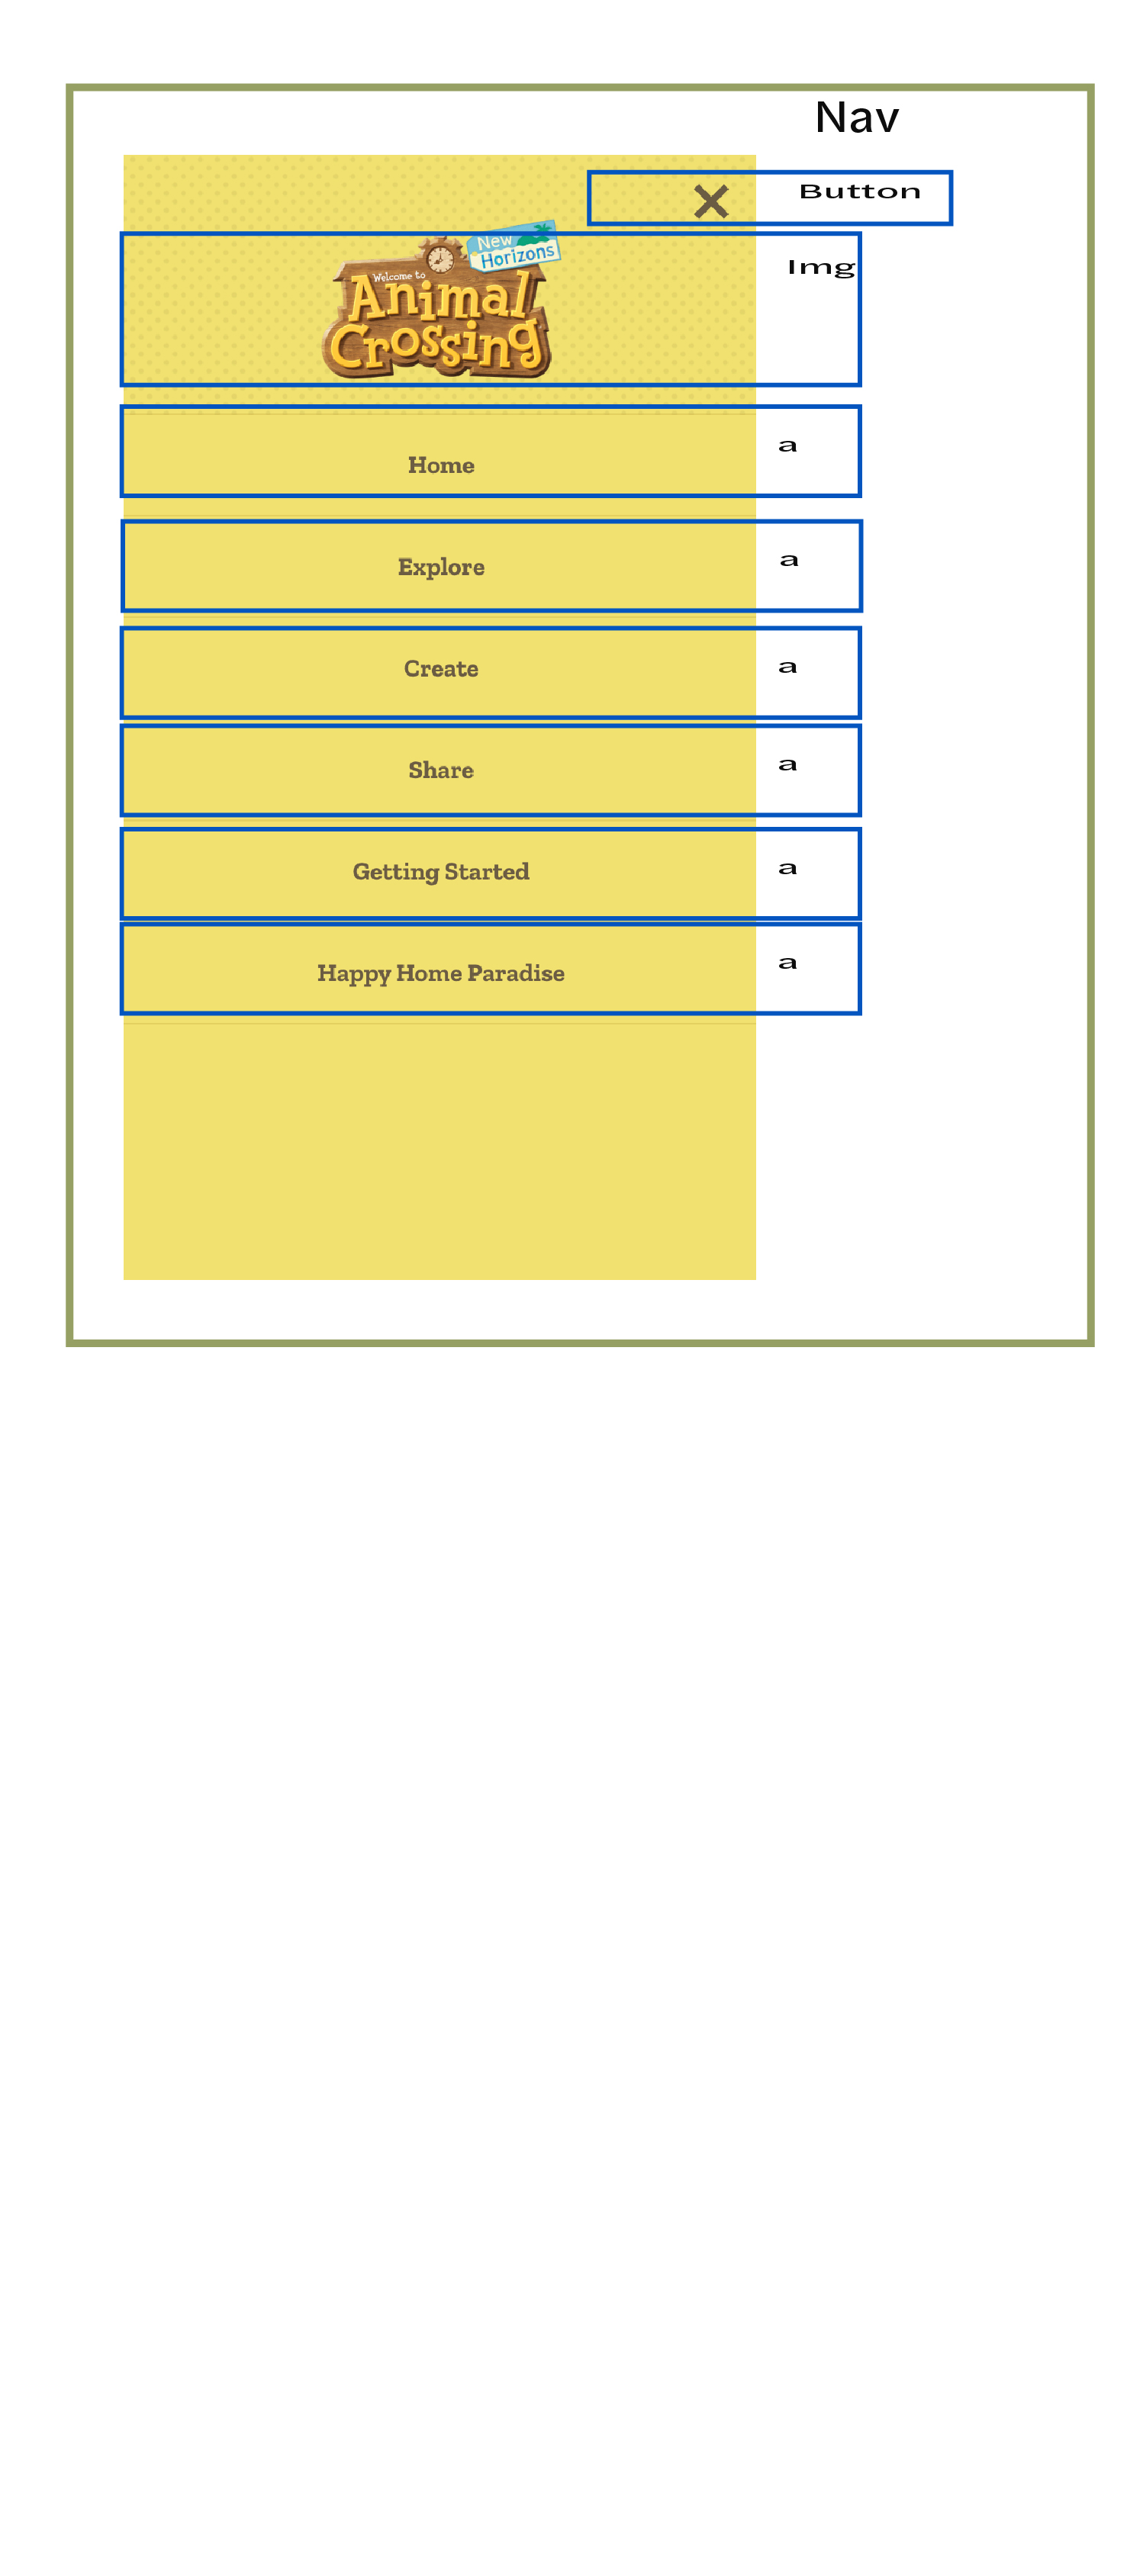 Nav
Button
New
Horizons
Img
Welcome to
Animal
Crossing
a
Home
a
Explore
a
Create
a
Share
a
Getting Started
a
Happy Home Paradise